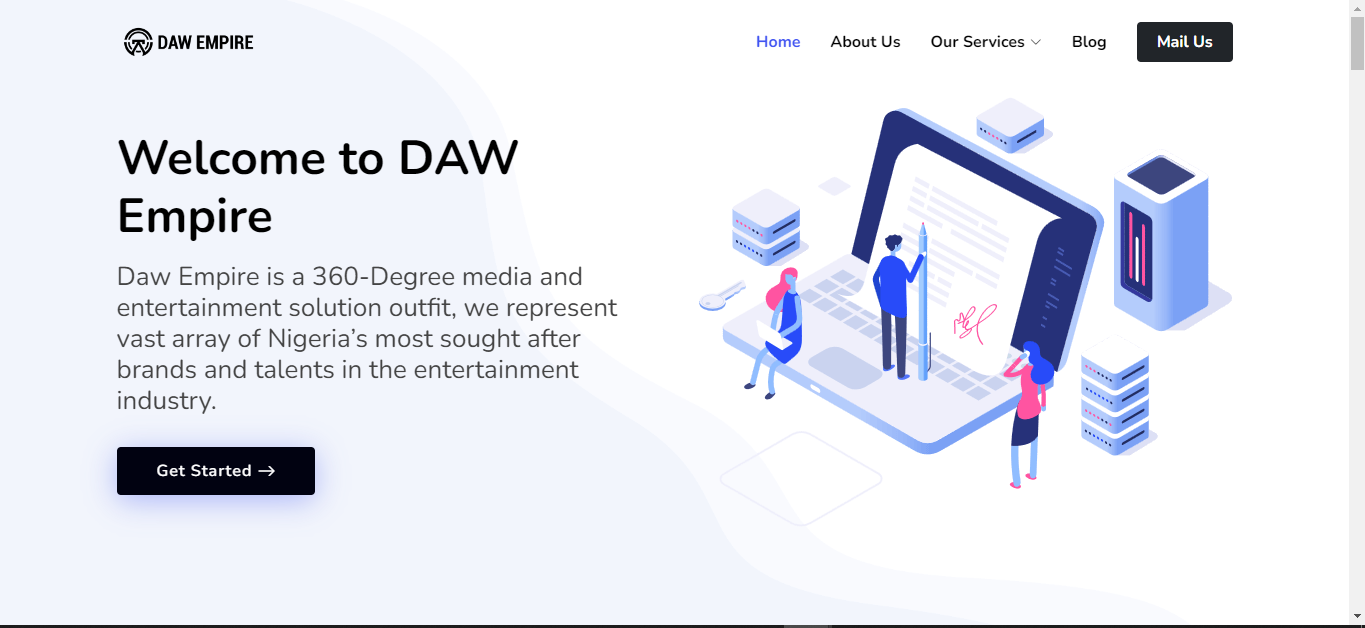 DAW EMPIRE
Home
About Us
Our Services
Blog
Mail Us
Welcome to DAW
Empire
Daw Empire is a 360-Degree media and
entertainment solution outfit, we represent
vast array of Nigeria’s most sought after
brands and talents in the entertainment
industry.
Get Started →